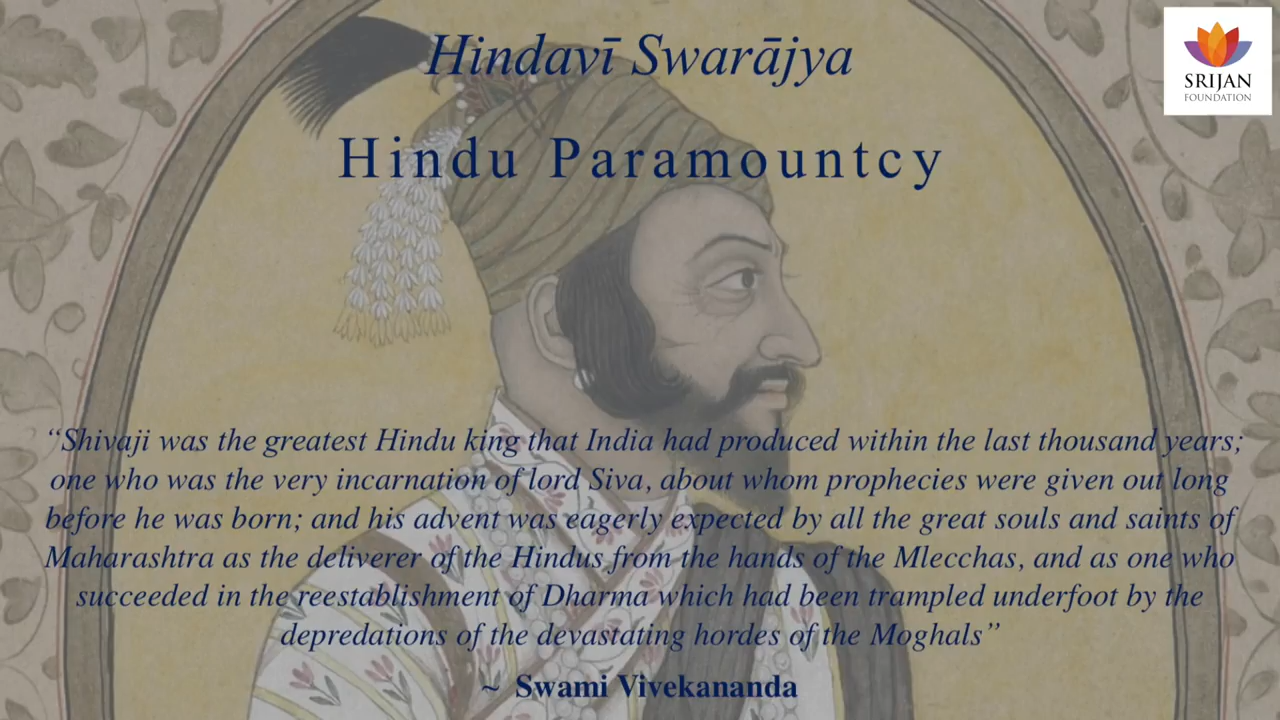 Hindavī Swarājya
SRIJAN
FOUNDATION
Hindu Paramountcy
“Shivaji was the greatest Hindu king that India had produced within the last thousand years;
one who was the very incarnation of lord Siva, about whom prophecies were given out long
before he was born; and his advent was eagerly expected by all the great souls and saints of
Maharashtra as the deliverer of the Hindus from the hands of the Mlecchas, and as one who
succeeded in the reestablishment of Dharma which had been trampled underfoot by the
depredations of the devastating hordes of the Moghals”
~ Swami Vivekananda